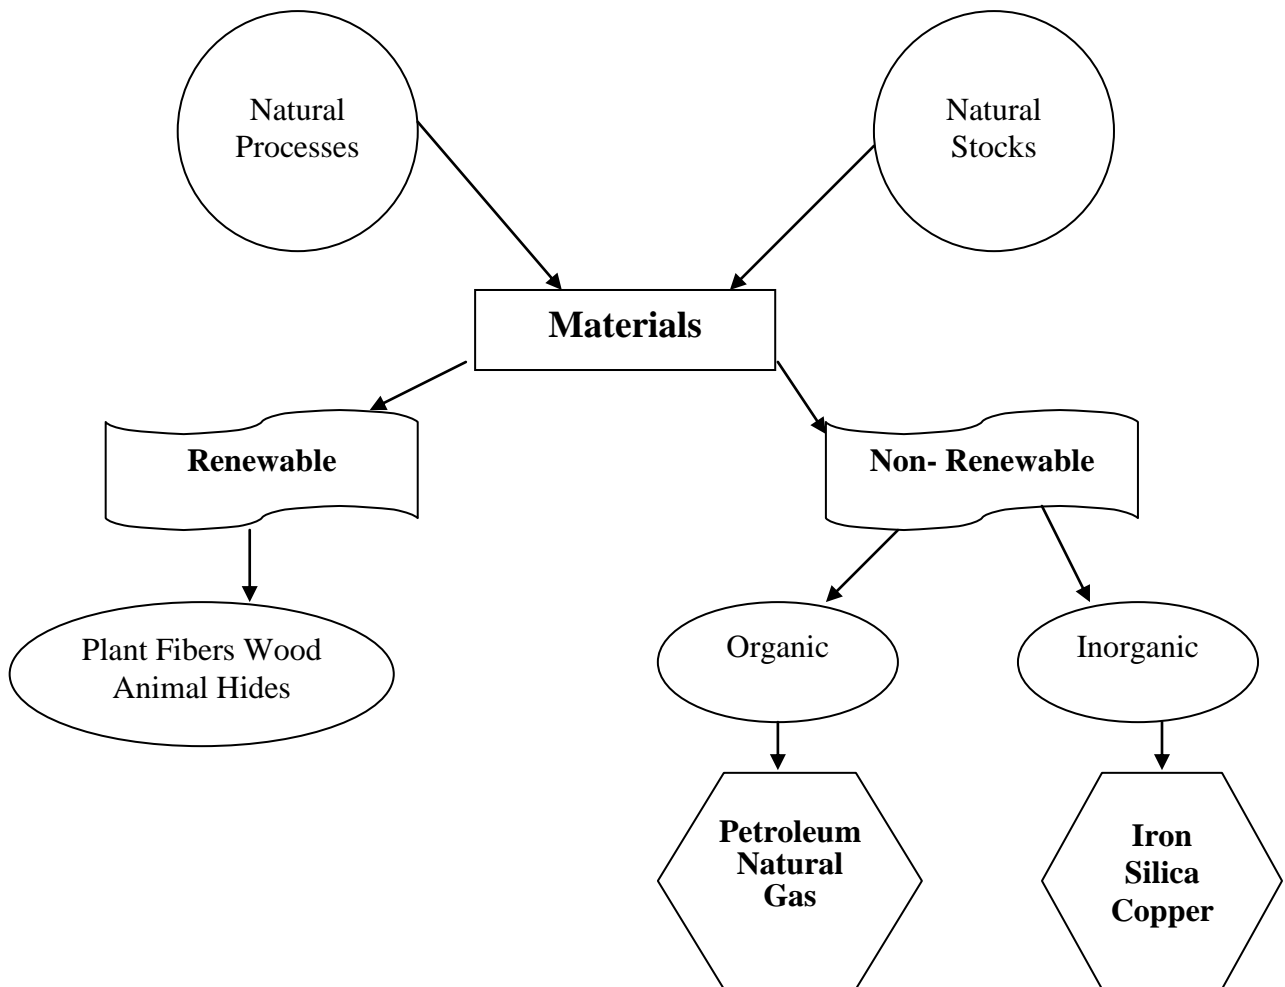 Natural
Processes
Natural
Stocks
Materials
Renewable
Non- Renewable
Plant Fibers Wood
Animal Hides
Organic
Inorganic
Petroleum
Natural
Gas
Iron
Silica
Copper